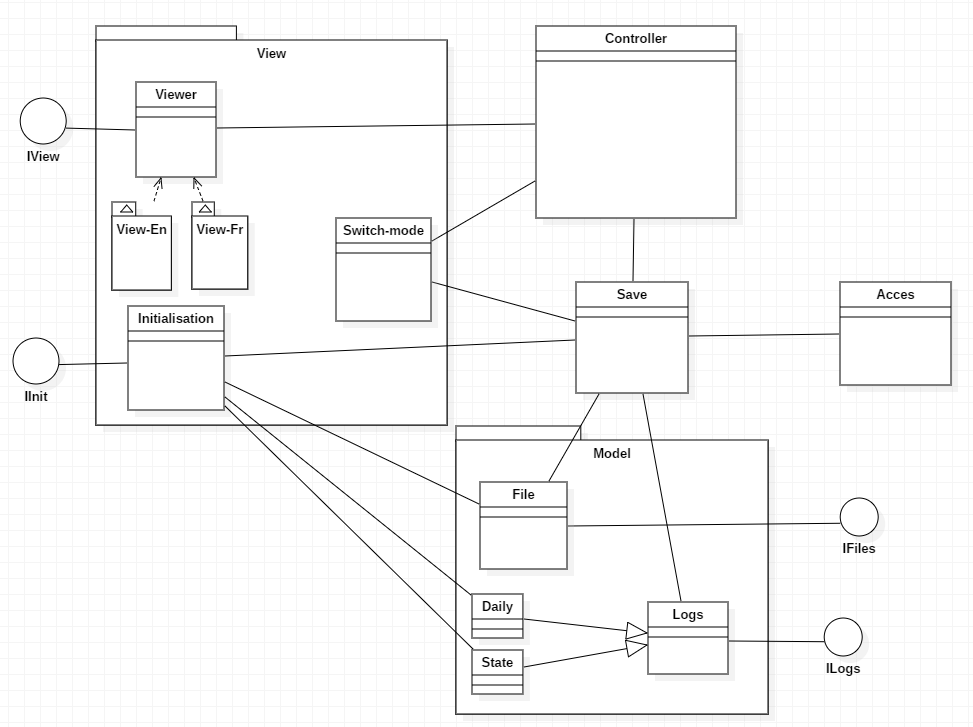 Controller
View
Viewer
IView
View-En
View-Fr
Switch-mode
Save
Acces
Initialisation
IInit
Model
File
IFiles
Daily
Logs
State
ILogs